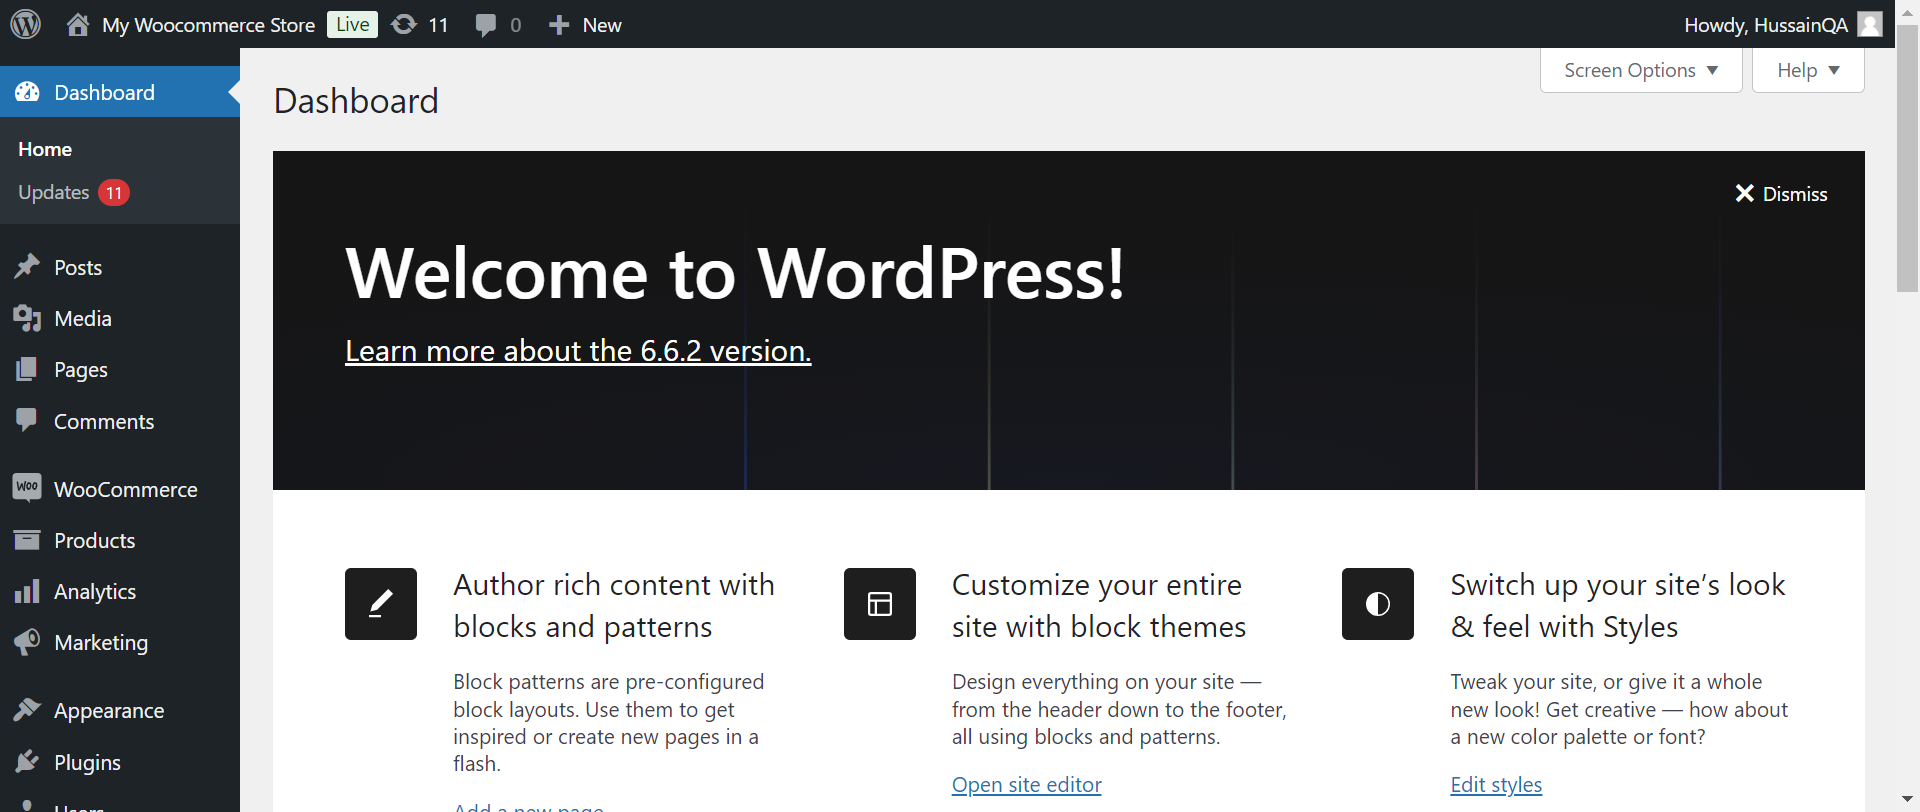 My Woocommerce Store Live 11 0 New Howdy, HussainQA
Screen Options Help
Dashboard
Home
Updates 11
Posts
Media
Pages
Comments
Woo WooCommerce
Products
Analytics
Marketing
Appearance
Plugins
Users
Dashboard
Dismiss
Welcome to WordPress!
Learn more about the 6.6.2 version.
Author rich content with
blocks and patterns
Block patterns are pre-configured
block layouts. Use them to get
inspired or create new pages in a
flash.
Add a new page
Customize your entire
site with block themes
Design everything on your site —
from the header down to the footer,
all using blocks and patterns.
Open site editor
Switch up your site’s look
& feel with Styles
Tweak your site, or give it a whole
new look! Get creative — how about
a new color palette or font?
Edit styles